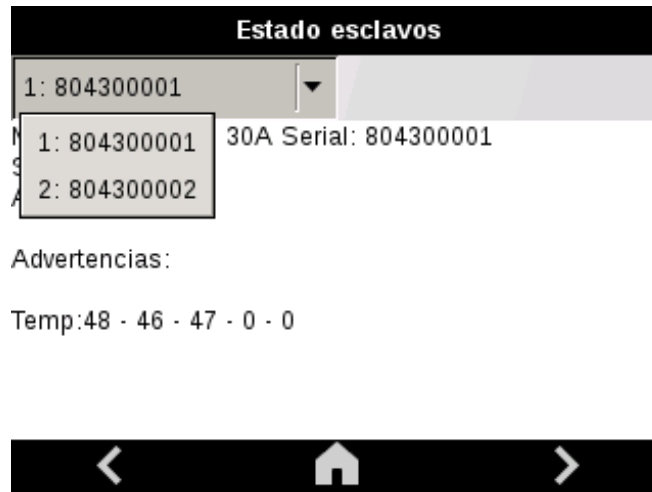 Estado esclavos
1: 804300001
1: 804300001
30A Serial: 804300001
2: 804300002
Advertencias:
Temp:48 - 46 - 47 - 0 - 0